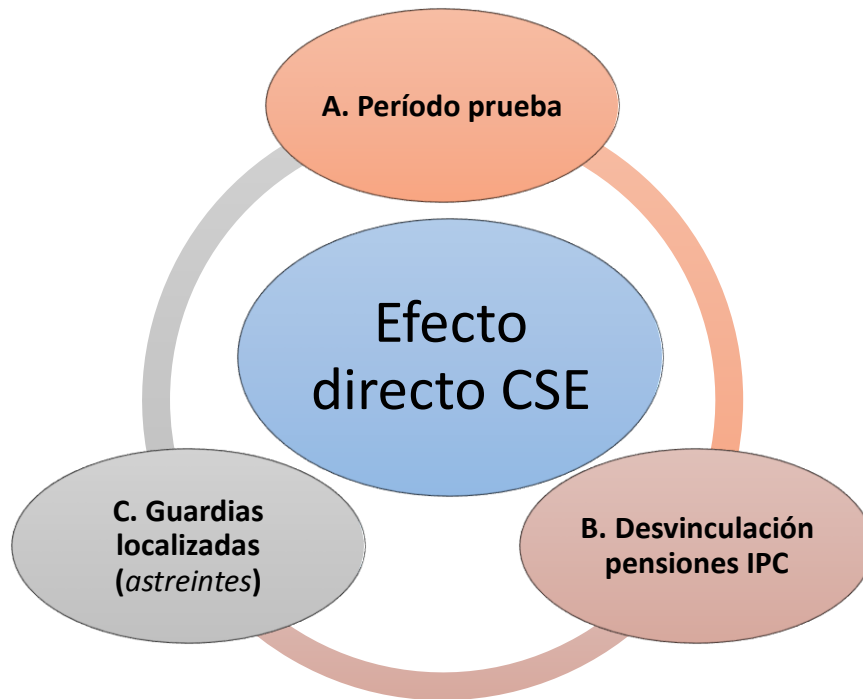 A. Período prueba
Efecto
directo CSE
C. Guardias
localizadas
(astreintes)
B. Desvinculación
pensiones IPC